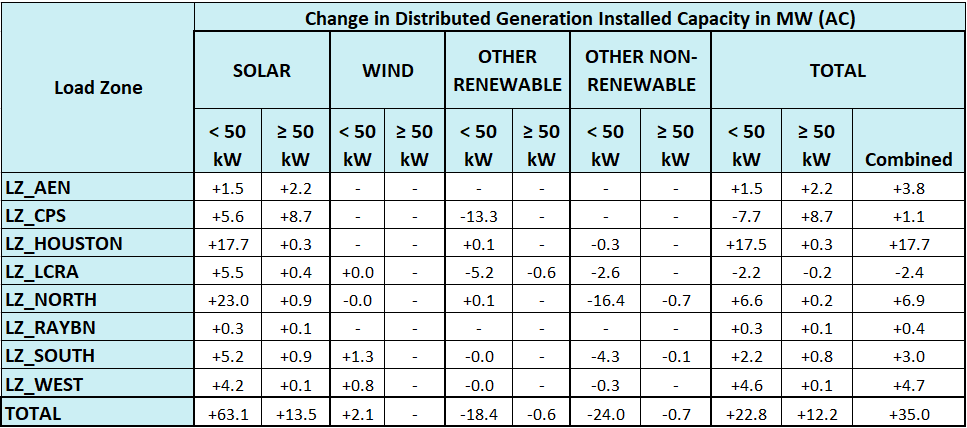 Change in Distributed Generation Installed Capacity in MW (AC)
Load Zone
SOLAR WIND OTHER RENEWABLE OTHER NON-RENEWABLE TOTAL
< 50 kW ≥ 50 kW < 50 kW ≥ 50 kW < 50 kW ≥ 50 kW < 50 kW ≥ 50 kW < 50 kW ≥ 50 kW Combined
LZ_AEN +1.5 +2.2 - - - - - - +1.5 +2.2 +3.8
LZ_CPS +5.6 +8.7 - - -13.3 - - - -7.7 +8.7 +1.1
LZ_HOUSTON +17.7 +0.3 - - +0.1 - -0.3 - +17.5 +0.3 +17.7
LZ_LCRA +5.5 +0.4 +0.0 - -5.2 -0.6 -2.6 - -2.2 -0.2 -2.4
LZ_NORTH +23.0 +0.9 -0.0 - +0.1 - -16.4 -0.7 +6.6 +0.2 +6.9
LZ_RAYBN +0.3 +0.1 - - - - - - +0.3 +0.1 +0.4
LZ_SOUTH +5.2 +0.9 +1.3 - -0.0 - -4.3 -0.1 +2.2 +0.8 +3.0
LZ_WEST +4.2 +0.1 +0.8 - -0.0 - -0.3 - +4.6 +0.1 +4.7
TOTAL +63.1 +13.5 +2.1 - -18.4 -0.6 -24.0 -0.7 +22.8 +12.2 +35.0